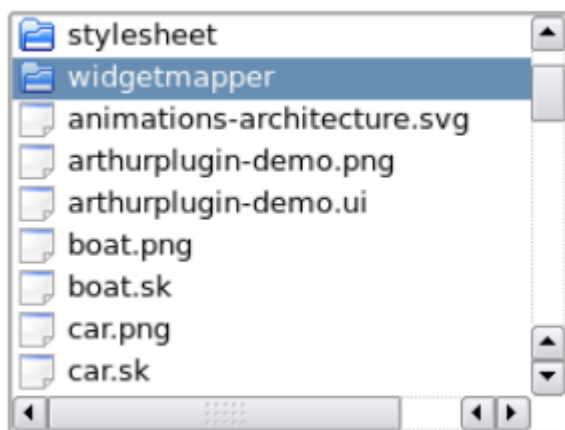 stylesheet
widgetmapper
animations-architecture.svg
arthurplugin-demo.png
arthurplugin-demo.ui
boat.png
boat.sk
car.png
car.sk